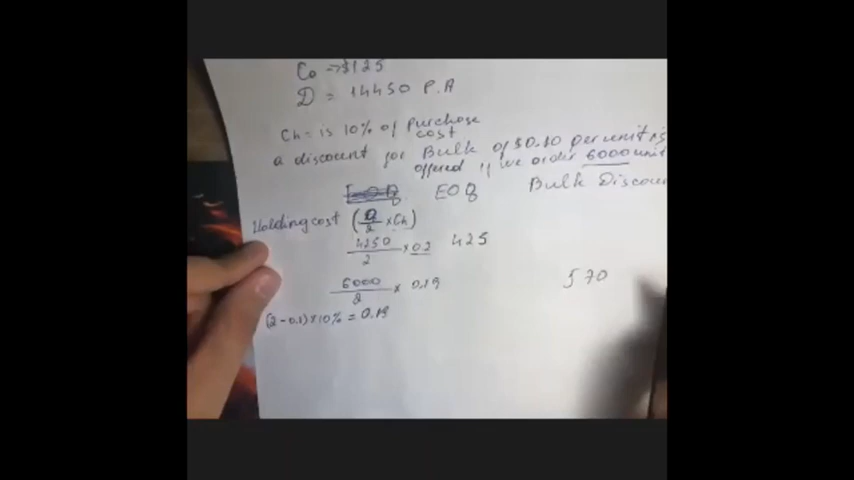 Co → $125
D = 14450 P.A
Ch = is 10% of Purchase cost
a discount for Bulk of $0.10 per unit is
offered if we order 6000 unit
EOQ Bulk Discoun
Holding cost (Q/2 × Ch)
4250/2 × 0.2 425
6000/2 × 0.19 570
(2-0.1)×10% = 0.19